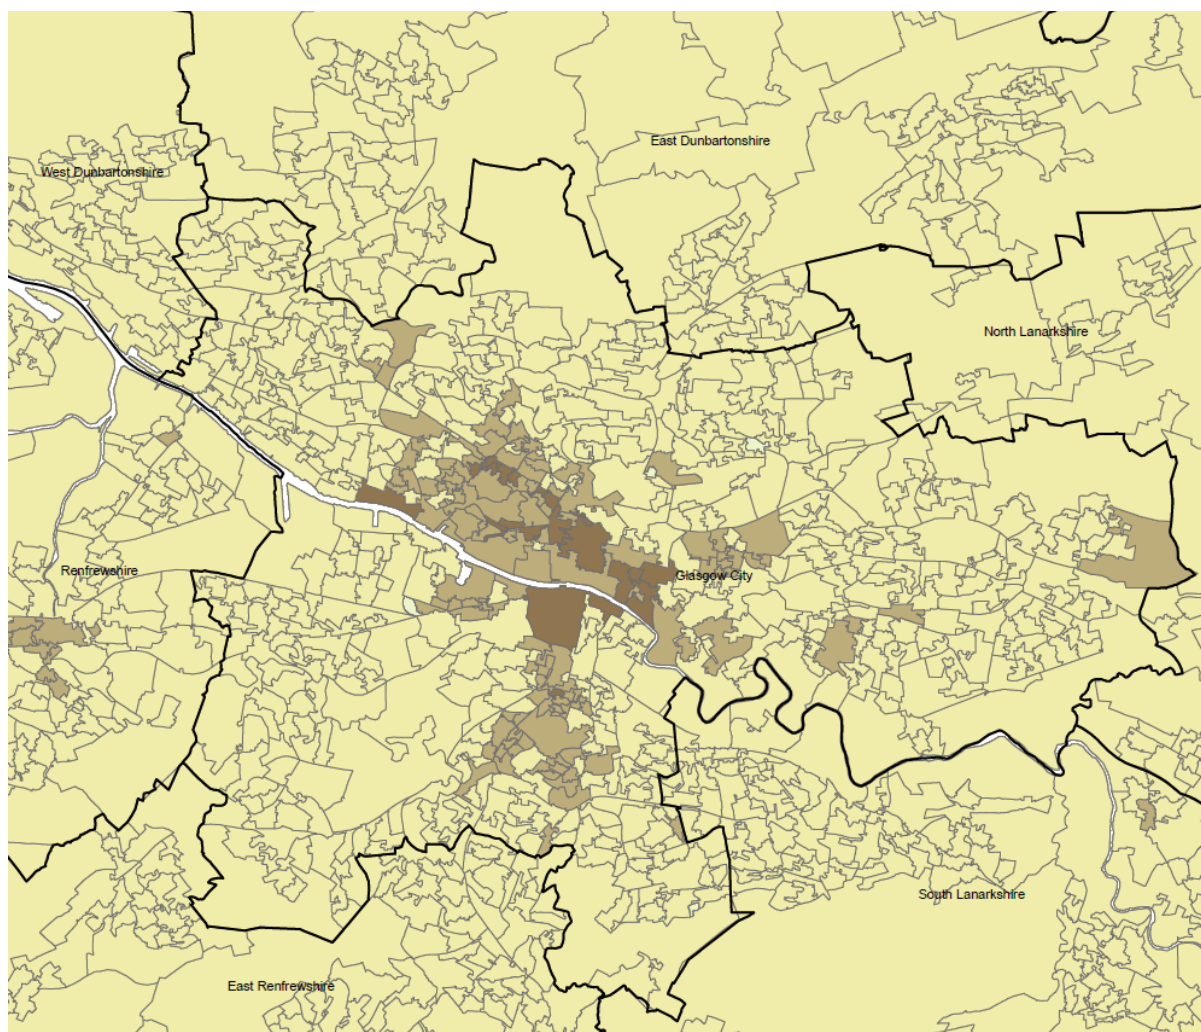 East Dunbartonshire
West Dunbartonshire
North Lanarkshire
Renfrewshire
Glasgow City
South Lanarkshire
East Renfrewshire